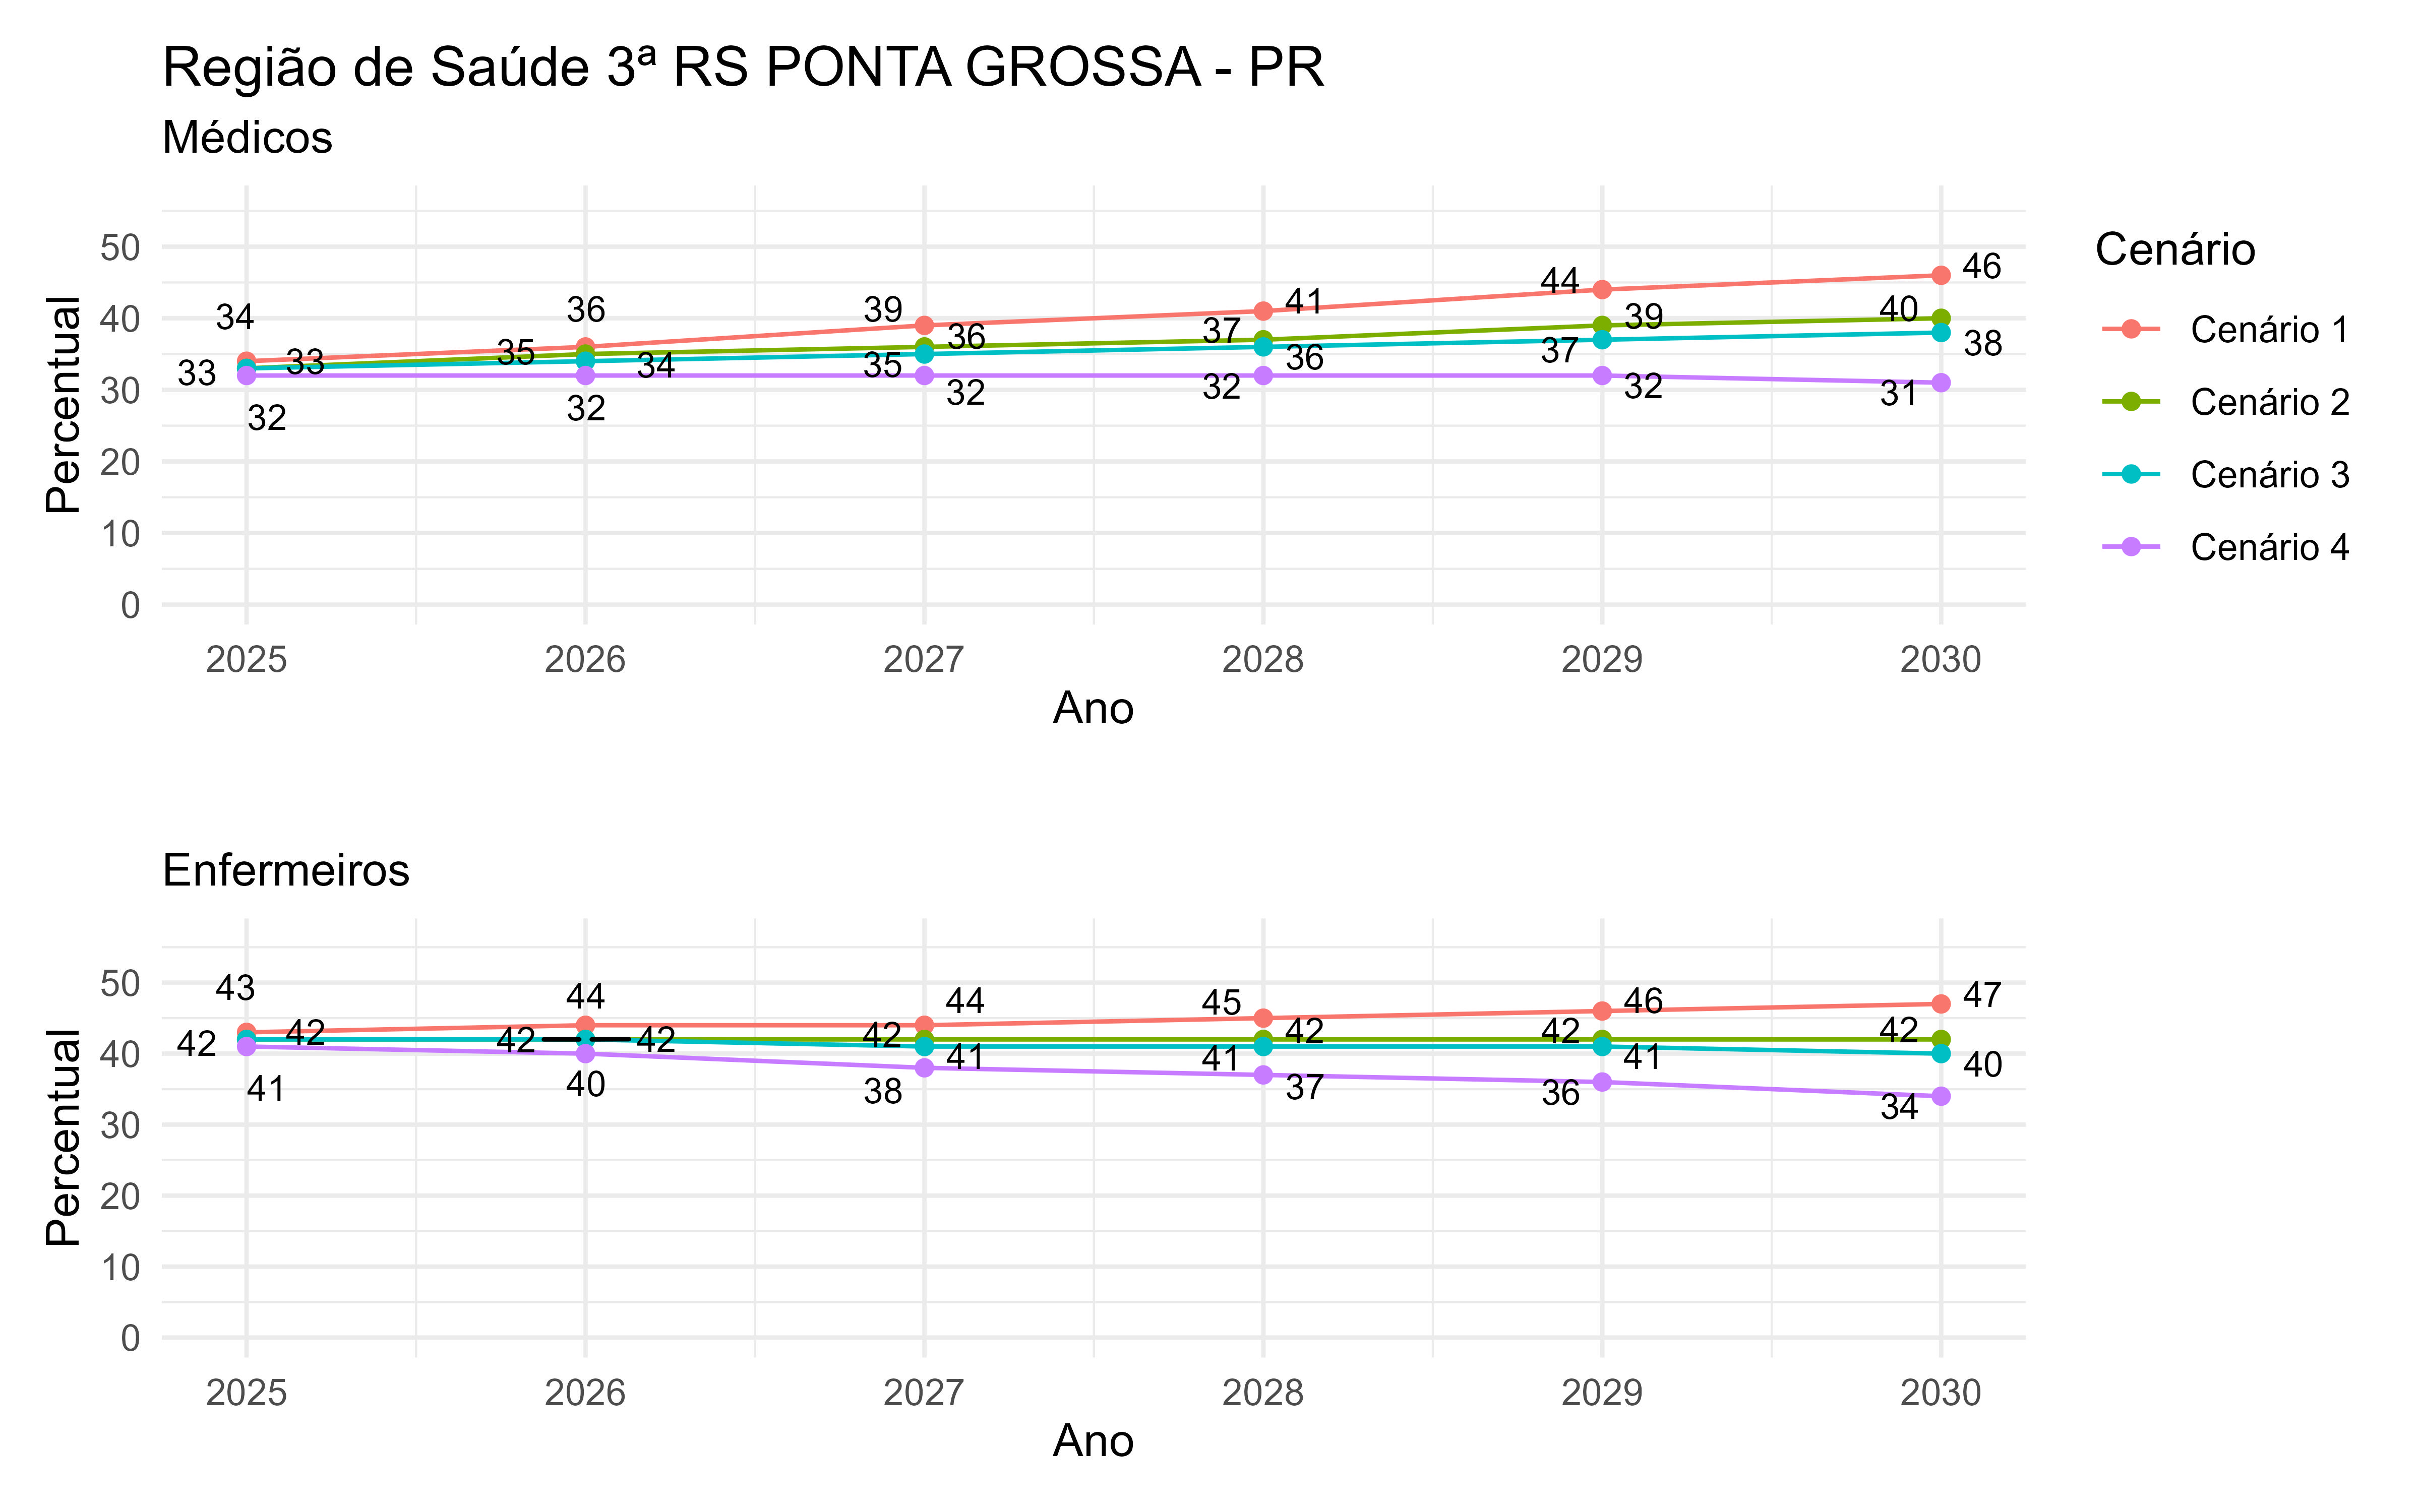 Região de Saúde 3ª RS PONTA GROSSA - PR
Médicos
Percentual
50
40
30
20
10
0
34 36 39 41 44 46
33 33 35 34 35 36 37 36 37 39 40 38
32 32 32 32 32 31
2025 2026 2027 2028 2029 2030
Ano
Cenário
Cenário 1
Cenário 2
Cenário 3
Cenário 4
Enfermeiros
Percentual
50
40
30
20
10
0
43 44 44 45 46 47
42 42 42 42 42 41 41 42 42 41 42 40
41 40 38 37 36 34
2025 2026 2027 2028 2029 2030
Ano